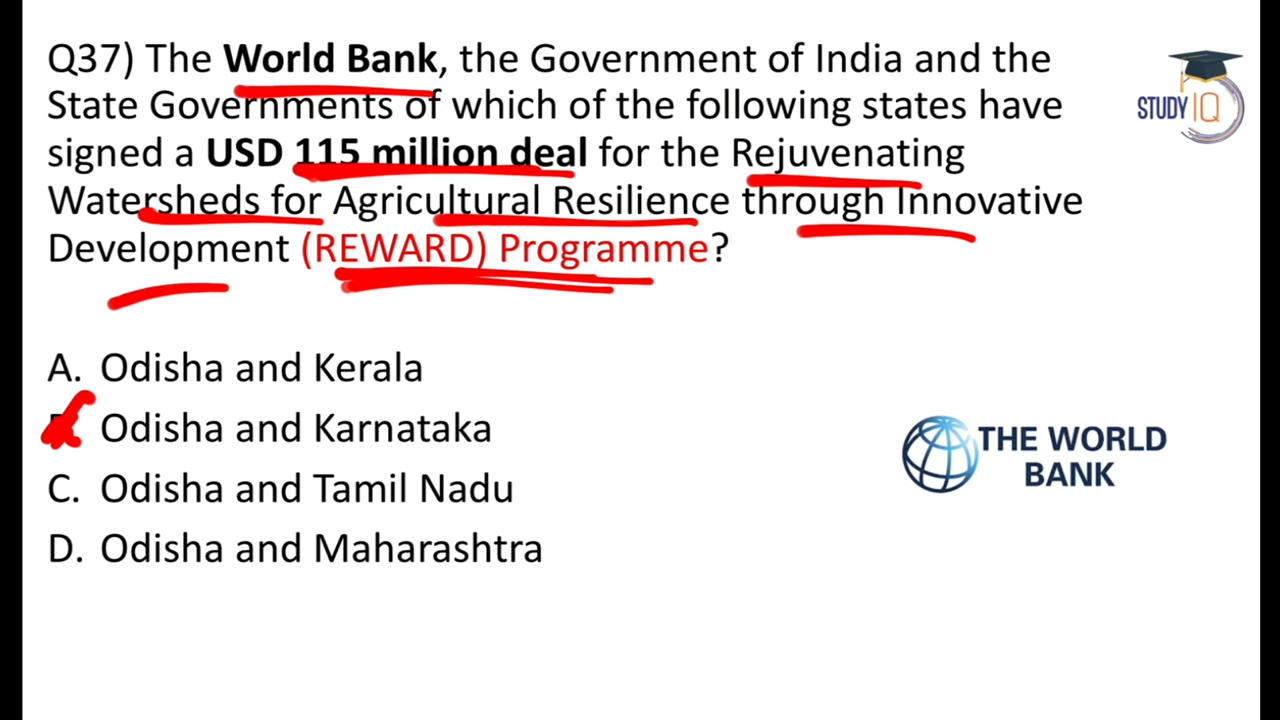 Q37) The World Bank, the Government of India and the
State Governments of which of the following states have
signed a USD 115 million deal for the Rejuvenating
Watersheds for Agricultural Resilience through Innovative
Development (REWARD) Programme?
STUDY IQ
A. Odisha and Kerala
Odisha and Karnataka
C. Odisha and Tamil Nadu
D. Odisha and Maharashtra
THE WORLD
BANK